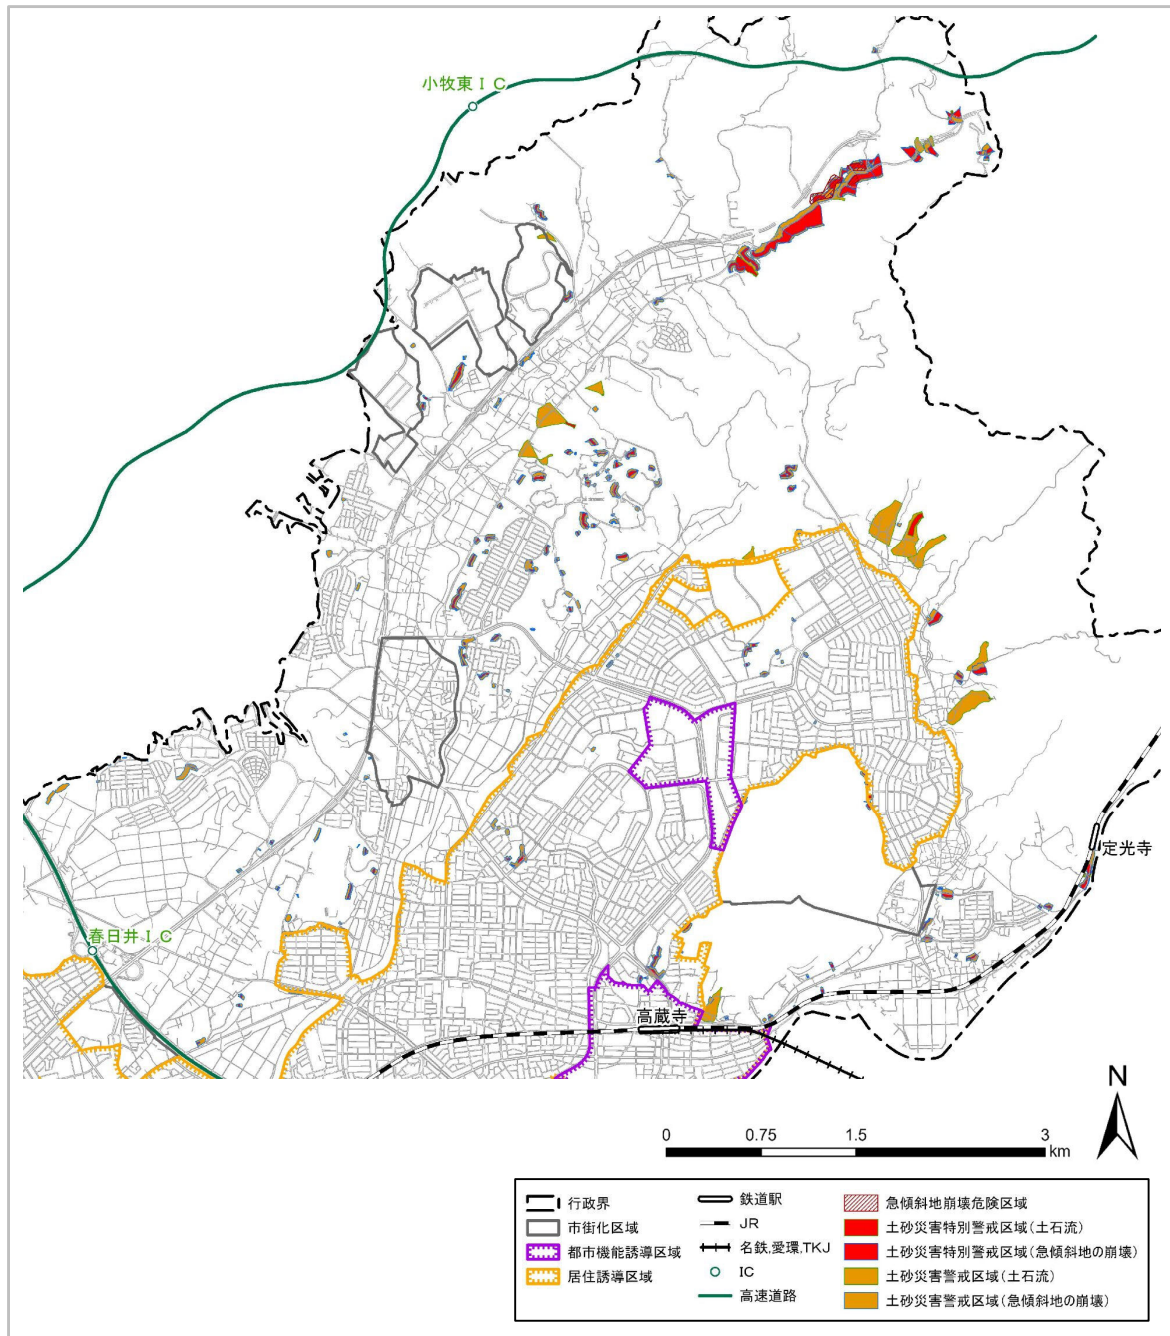 小牧東ＩＣ
定光寺
春日井ＩＣ
高蔵寺
N
0 0.75 1.5 3
km
行政界
市街化区域
都市機能誘導区域
居住誘導区域
鉄道駅
JR
名鉄,愛環,TKJ
IC
高速道路
急傾斜地崩壊危険区域
土砂災害特別警戒区域(土石流)
土砂災害特別警戒区域(急傾斜地の崩壊)
土砂災害警戒区域(土石流)
土砂災害警戒区域(急傾斜地の崩壊)